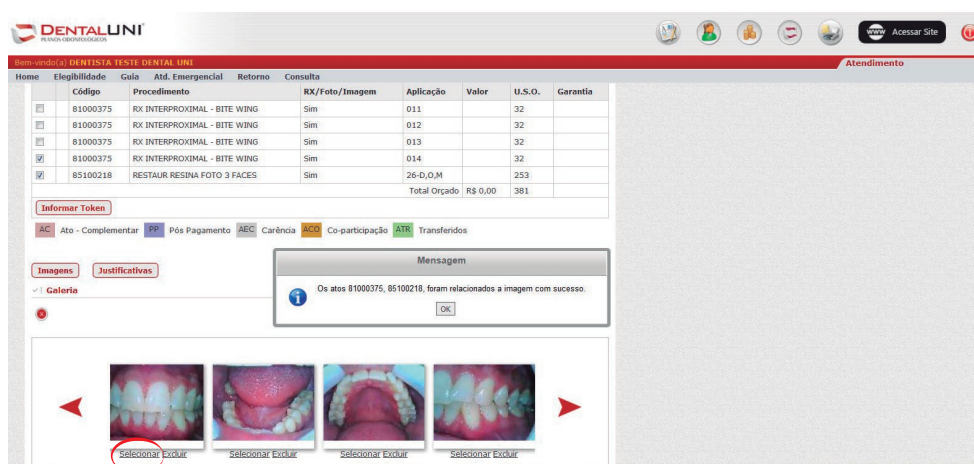 DENTALUNI
PLANOS ODONTOLÓGICOS
www Acessar Site
Bem-vindo(a) DENTISTA TESTE DENTAL UNI
Atendimento
Home Elegibilidade Guia Atd. Emergencial Retorno Consulta
Código Procedimento RX/Foto/Imagem Aplicação Valor U.S.O. Garantia
81000375 RX INTERPROXIMAL - BITE WING Sim 011 32
81000375 RX INTERPROXIMAL - BITE WING Sim 012 32
81000375 RX INTERPROXIMAL - BITE WING Sim 013 32
81000375 RX INTERPROXIMAL - BITE WING Sim 014 32
85100218 RESTAUR RESINA FOTO 3 FACES Sim 26-D,O,M 253
Total Orçado R$ 0,00 381
Informar Token
AC Ato - Complementar PP Pós Pagamento AEC Carência ACO Co-participação ATR Transferidos
Imagens Justificativas
Mensagem
Os atos 81000375, 85100218, foram relacionados a imagem com sucesso.
OK
Galeria
Selecionar Excluir Selecionar Excluir Selecionar Excluir Selecionar Excluir